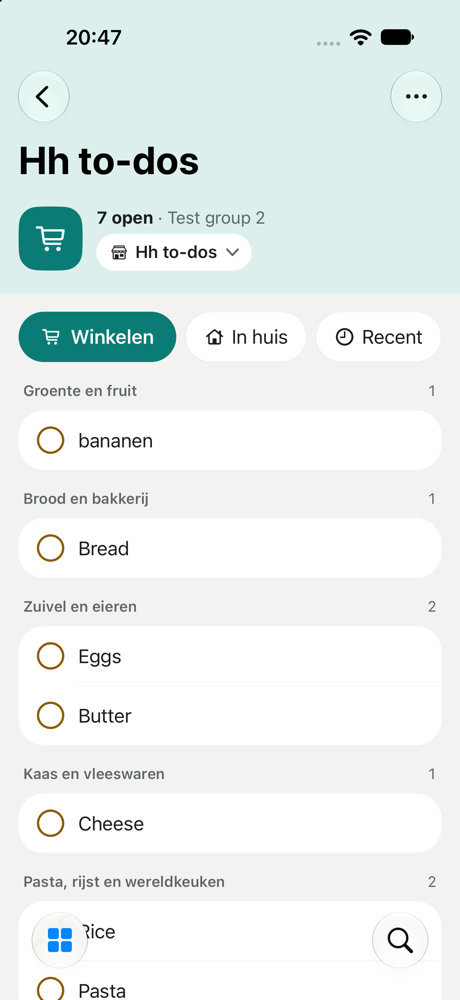 20:47
Hh to-dos
7 open · Test group 2
Hh to-dos
Winkelen
In huis
Recent
Groente en fruit 1
bananen
Brood en bakkerij 1
Bread
Zuivel en eieren 2
Eggs
Butter
Kaas en vleeswaren 1
Cheese
Pasta, rijst en wereldkeuken 2
Rice
Pasta